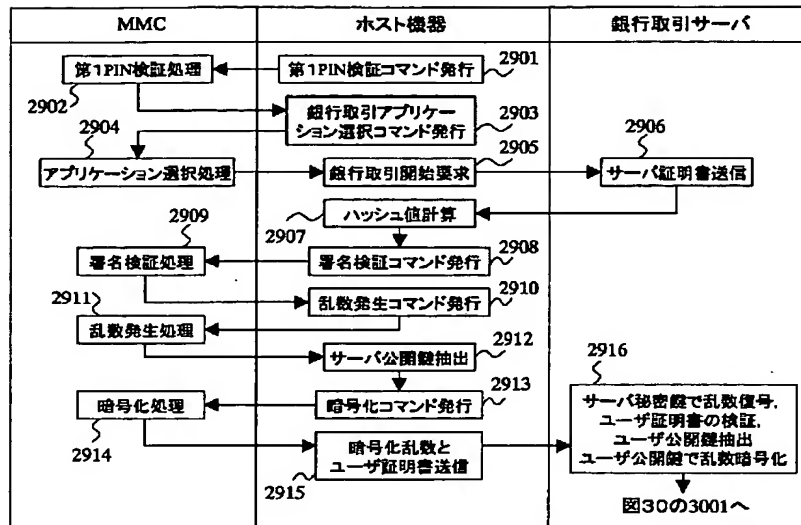 MMC
ホスト機器
銀行取引サーバ
第1PIN検証コマンド発行
2901
第1PIN検証処理
2902
銀行取引アプリケー
ション選択コマンド発行
2903
2904
アプリケーション選択処理
銀行取引開始要求
2905
2906
サーバ証明書送信
ハッシュ値計算
2907
署名検証コマンド発行
2908
2909
署名検証処理
乱数発生コマンド発行
2910
2911
乱数発生処理
サーバ公開鍵抽出
2912
暗号化コマンド発行
2913
暗号化処理
2914
暗号化乱数と
ユーザ証明書送信
2915
2916
サーバ秘密鍵で乱数復号,
ユーザ証明書の検証,
ユーザ公開鍵抽出
ユーザ公開鍵で乱数暗号化
図30の3001へ